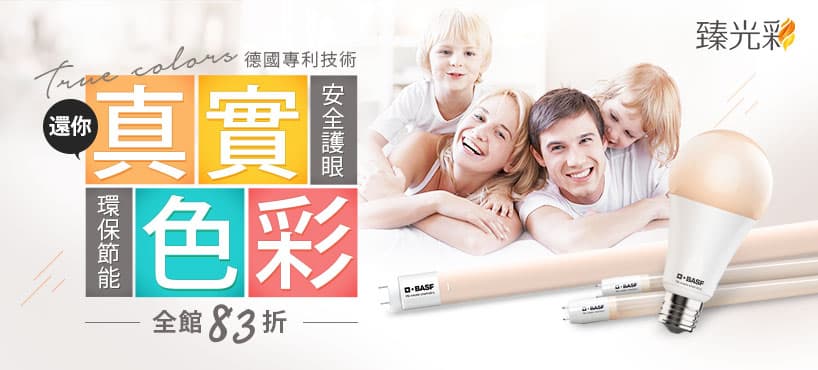 臻光彩
True colors 德國專利技術
還你
真實
安全護眼
環保節能
色彩
全館83折
BASF
BASF
BASF